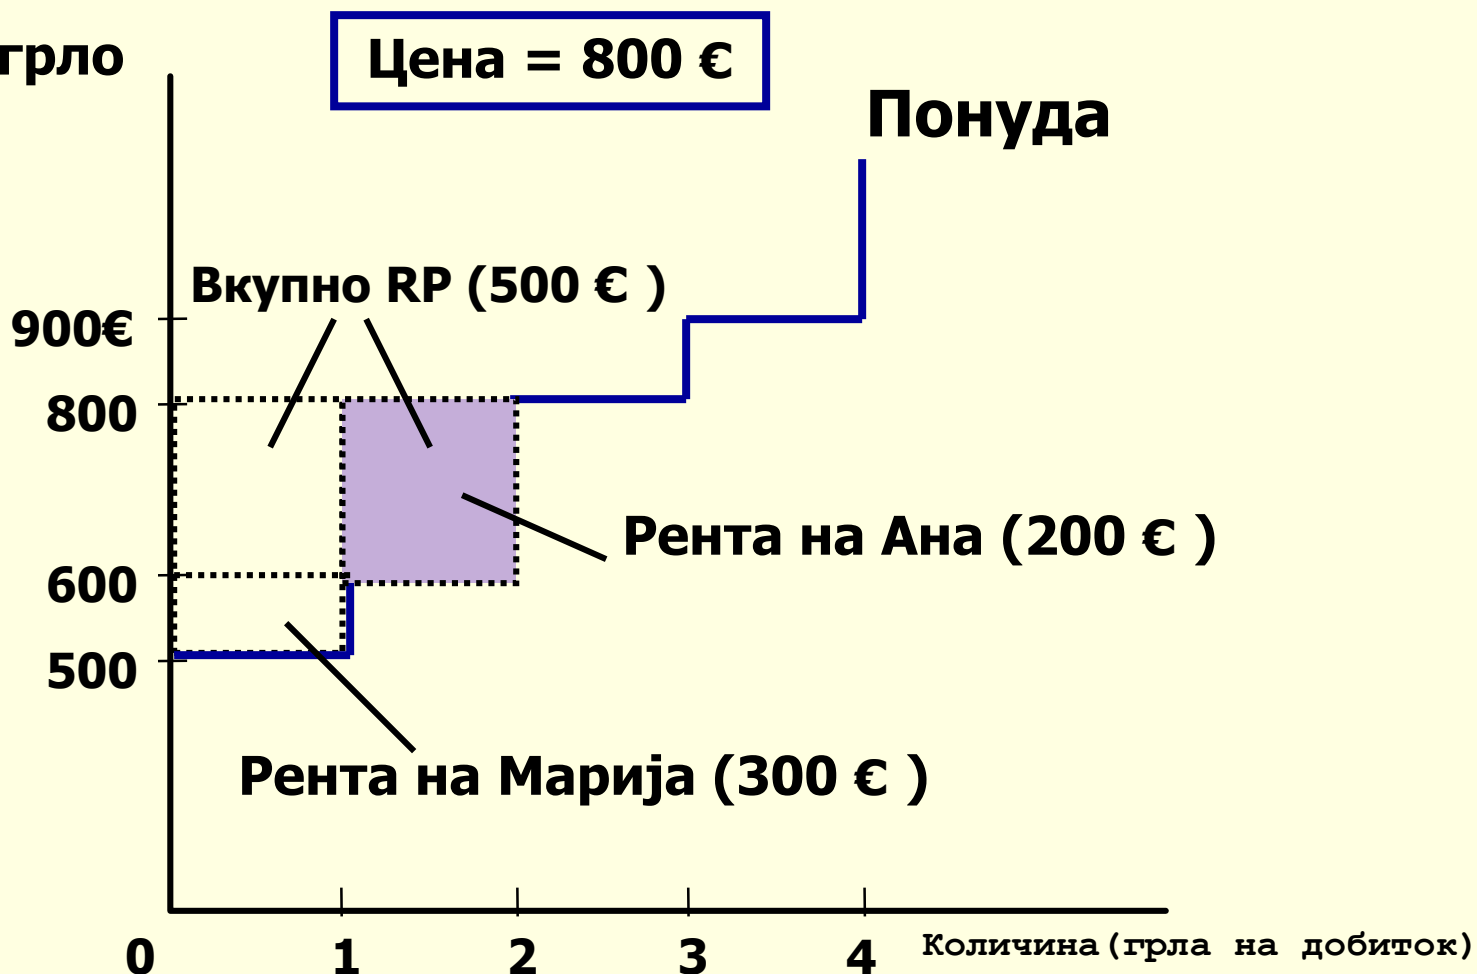 грло
Цена = 800 €
Понуда
Вкупно RP (500 € )
900€
800
Рента на Ана (200 € )
600
500
Рента на Марија (300 € )
0 1 2 3 4 Количина(грла на добиток)